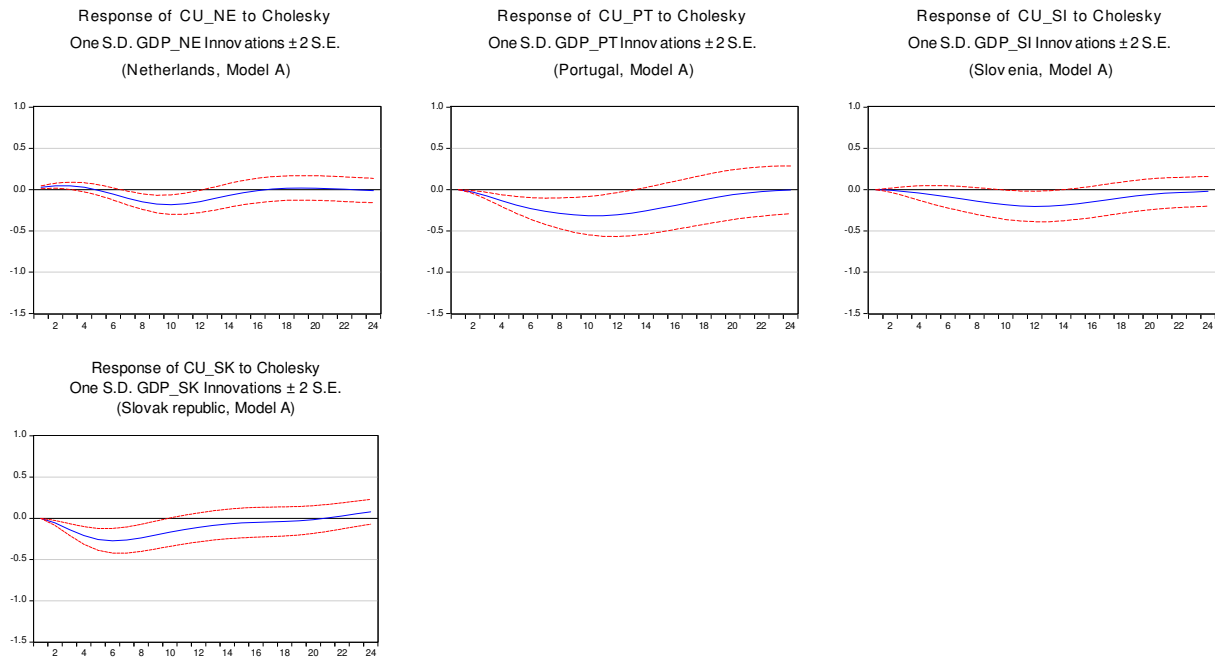 Response of CU_NE to Cholesky
One S.D. GDP_NE Innovations ± 2 S.E.
(Netherlands, Model A)
1.0
0.5
0.0
-0.5
-1.0
-1.5
2 4 6 8 10 12 14 16 18 20 22 24
Response of CU_PT to Cholesky
One S.D. GDP_PT Innovations ± 2 S.E.
(Portugal, Model A)
1.0
0.5
0.0
-0.5
-1.0
-1.5
2 4 6 8 10 12 14 16 18 20 22 24
Response of CU_SI to Cholesky
One S.D. GDP_SI Innovations ± 2 S.E.
(Slovenia, Model A)
1.0
0.5
0.0
-0.5
-1.0
-1.5
2 4 6 8 10 12 14 16 18 20 22 24
Response of CU_SK to Cholesky
One S.D. GDP_SK Innovations ± 2 S.E.
(Slovak republic, Model A)
1.0
0.5
0.0
-0.5
-1.0
-1.5
2 4 6 8 10 12 14 16 18 20 22 24